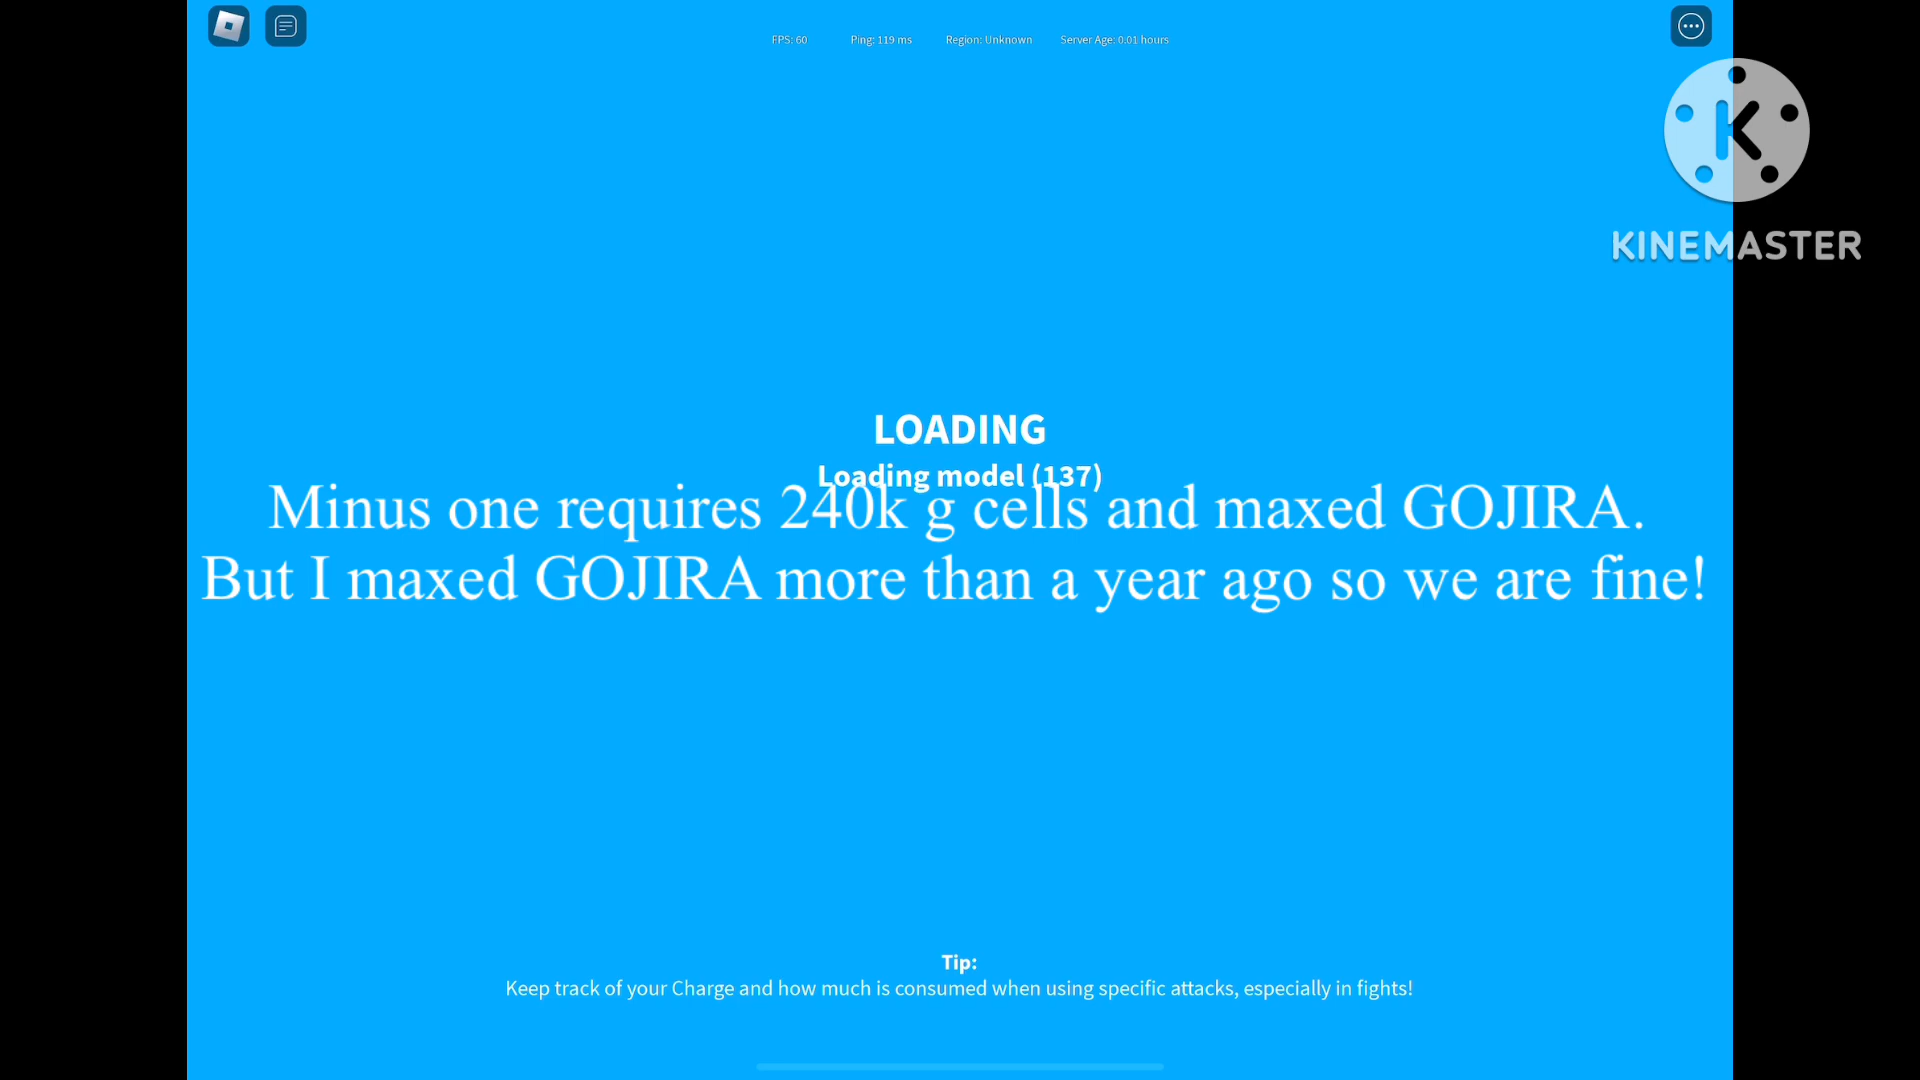 FPS: 60 Ping: 119 ms Region: Unknown Server Age: 0.01 hours
KINEMASTER
LOADING
Loading model (137)
Minus one requires 240k g cells and maxed GOJIRA.
But I maxed GOJIRA more than a year ago so we are fine!
Tip:
Keep track of your Charge and how much is consumed when using specific attacks, especially in fights!